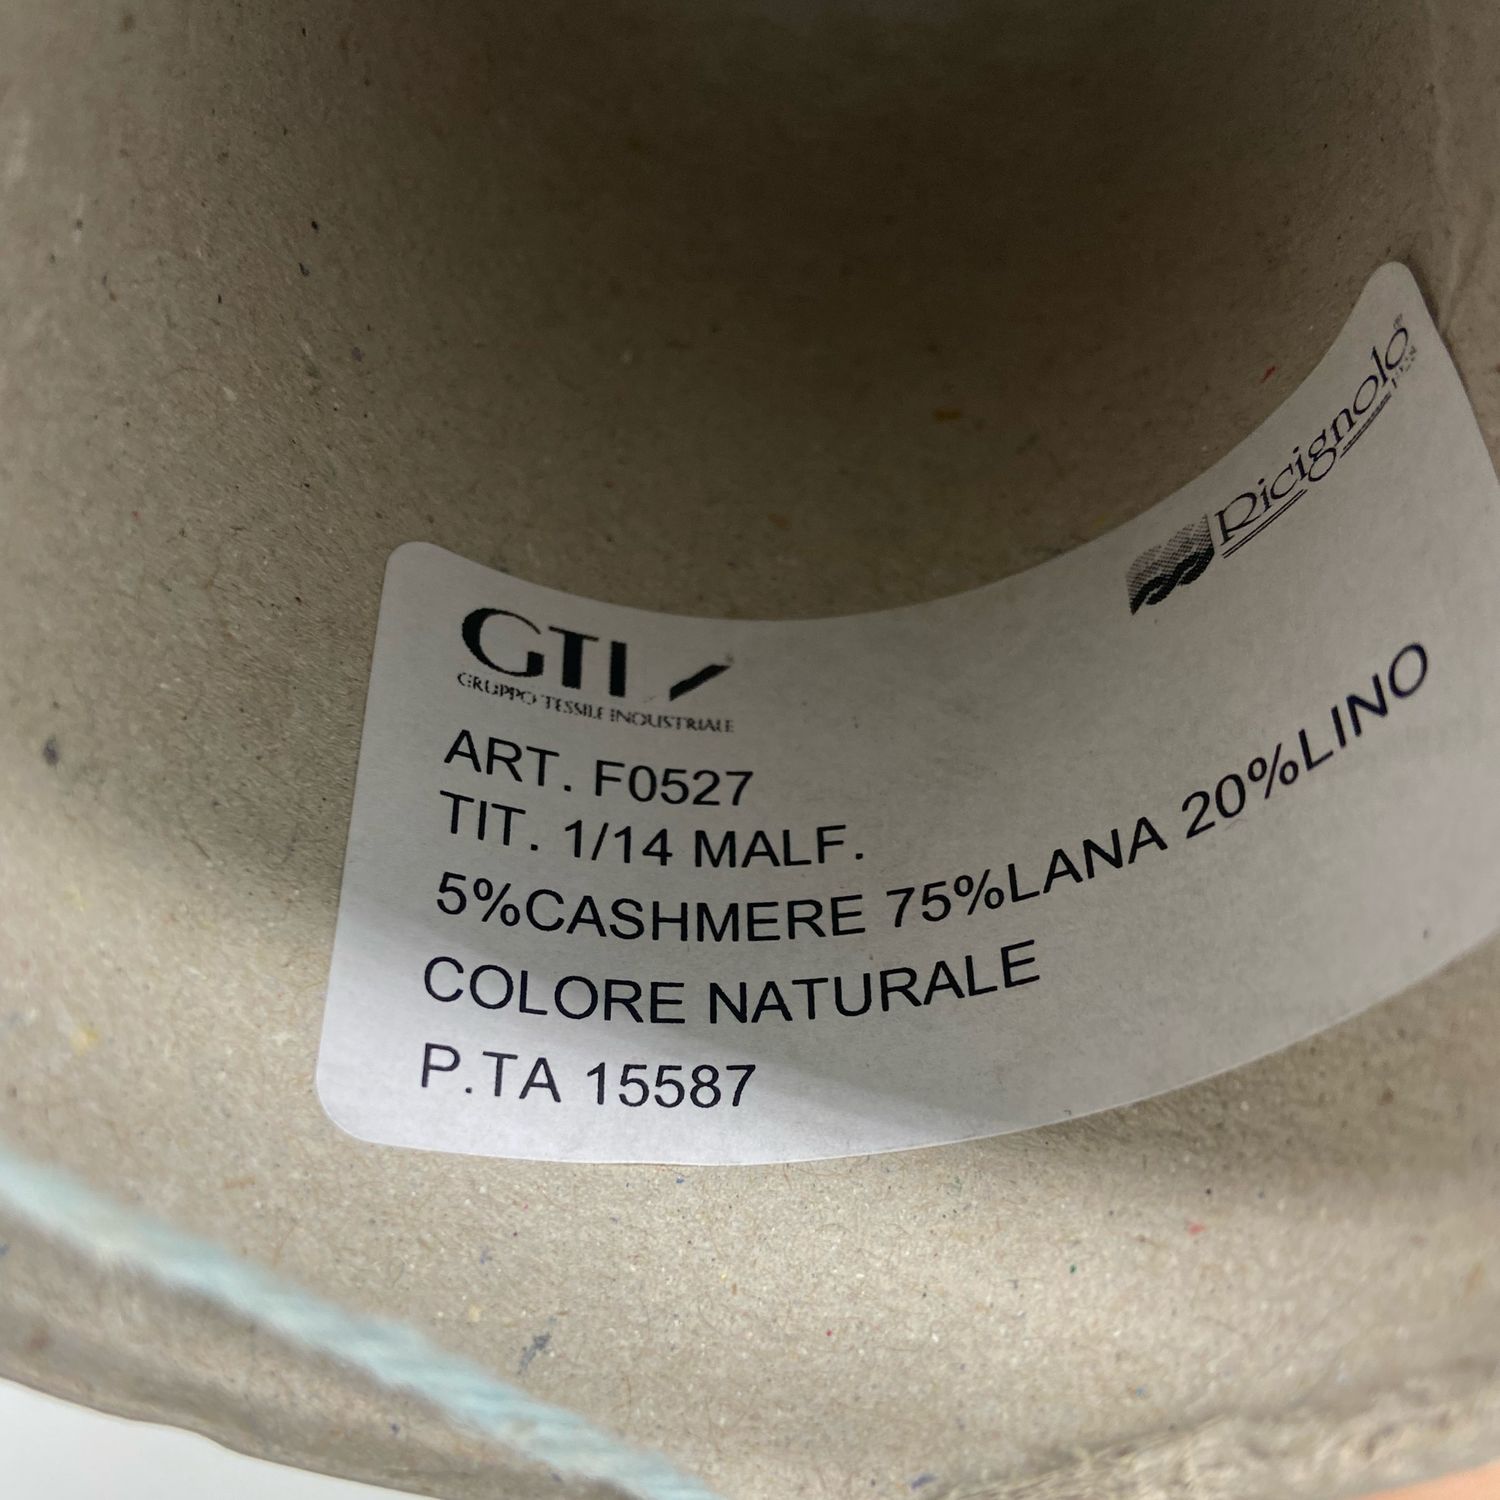 GTI
GRUPPO TESSILE INDUSTRIALE
Ricignolo
ART. F0527
TIT. 1/14 MALF.
5%CASHMERE 75%LANA 20%LINO
COLORE NATURALE
P.TA 15587